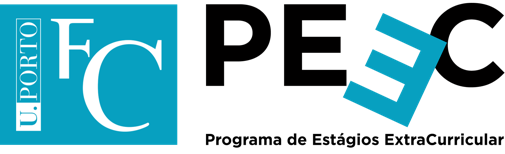 U.PORTO
FC
PEEC
Programa de Estágios ExtraCurricular